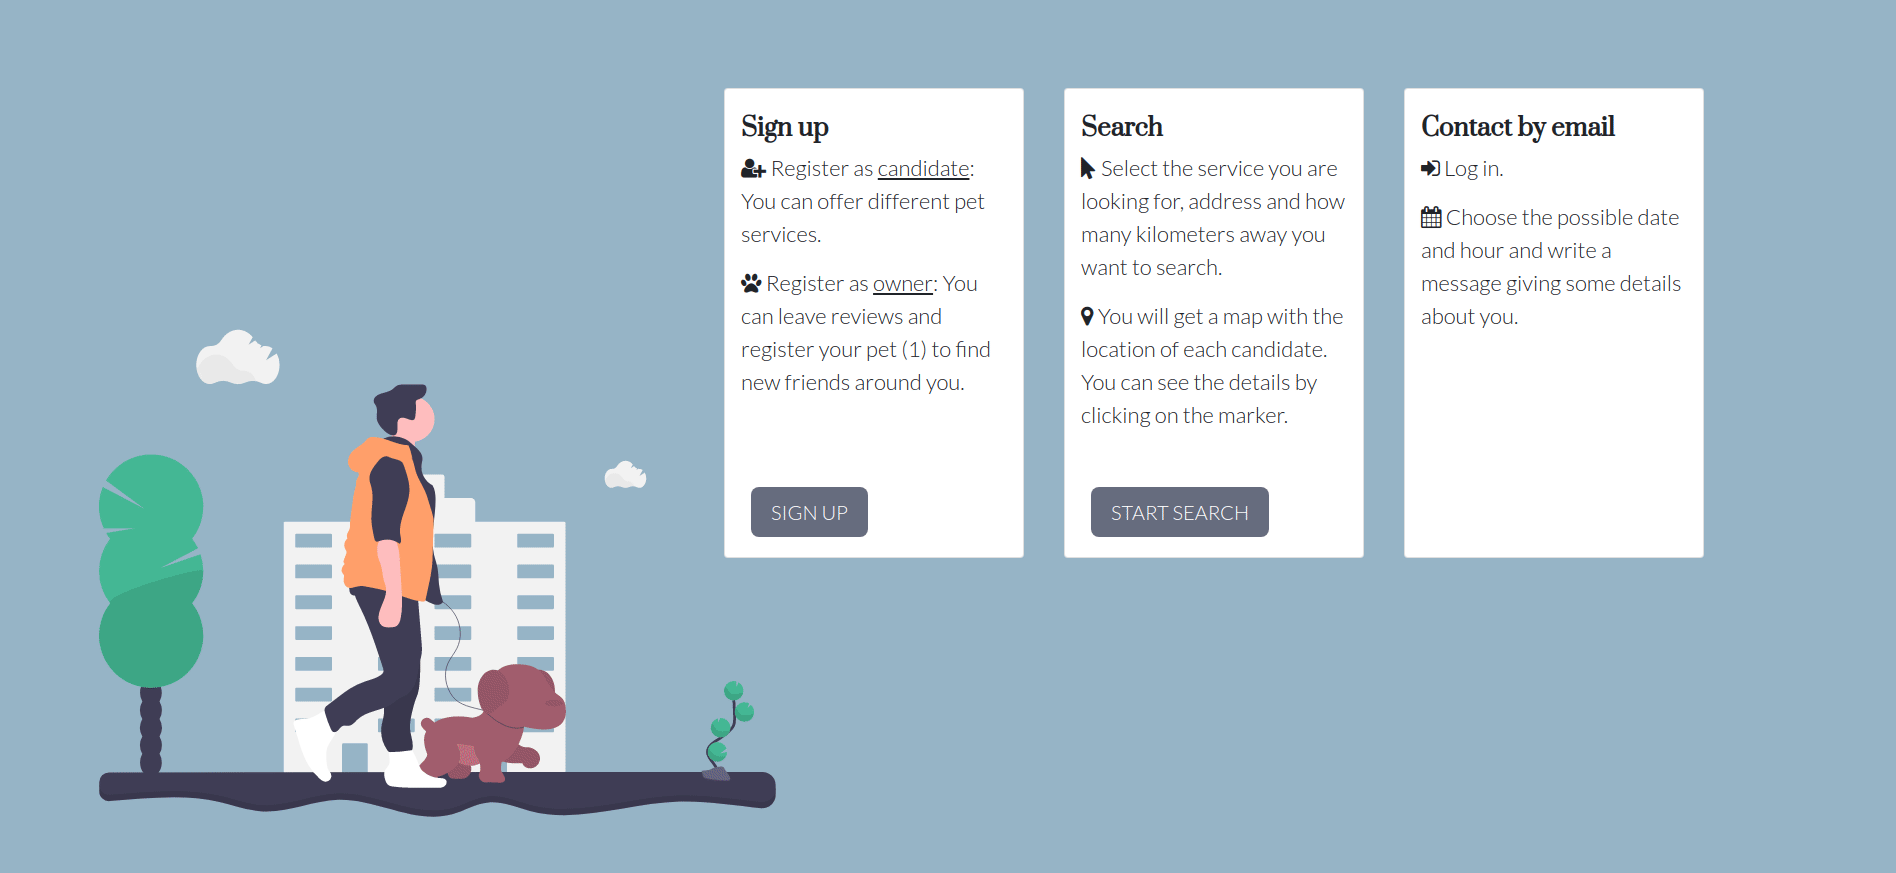 Sign up
Register as candidate:
You can offer different pet
services.
Register as owner: You
can leave reviews and
register your pet (1) to find
new friends around you.
SIGN UP
Search
Select the service you are
looking for, address and how
many kilometers away you
want to search.
You will get a map with the
location of each candidate.
You can see the details by
clicking on the marker.
START SEARCH
Contact by email
Log in.
Choose the possible date
and hour and write a
message giving some details
about you.